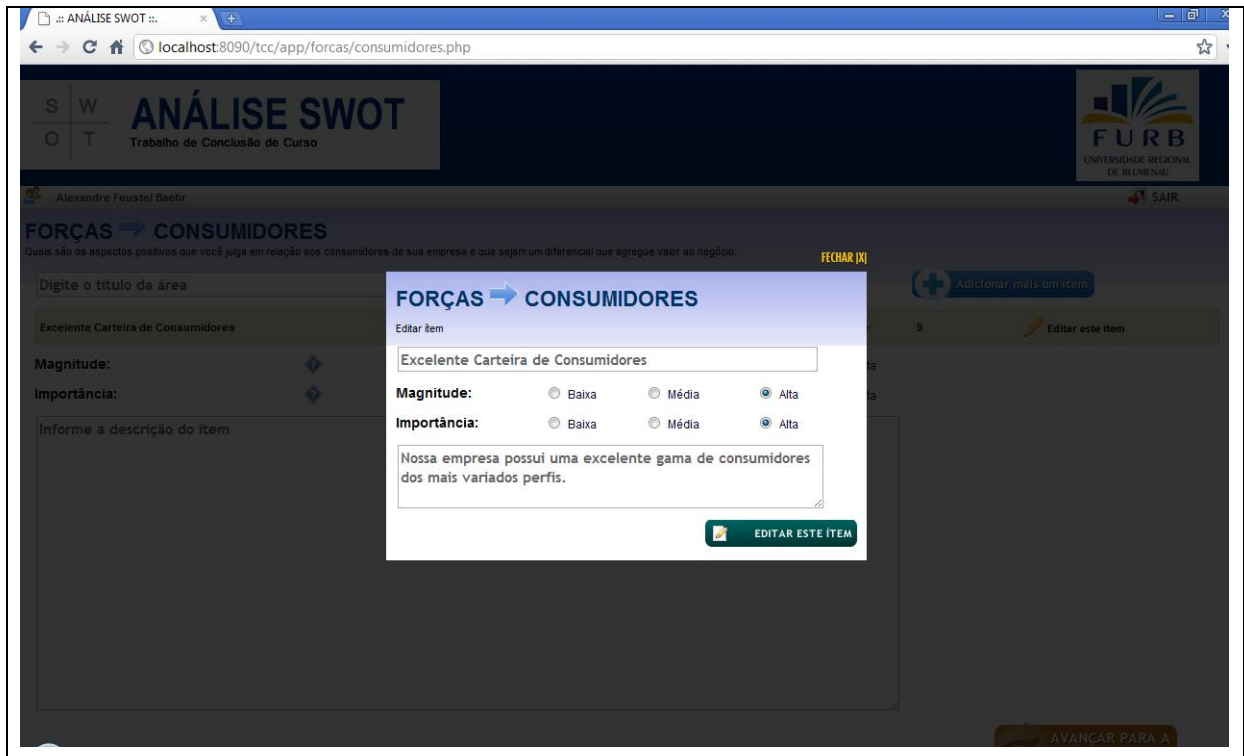 .:: ANÁLISE SWOT ::.
localhost:8090/tcc/app/forcas/consumidores.php
S W
O T
ANÁLISE SWOT
Trabalho de Conclusão de Curso
FURB
UNIVERSIDADE REGIONAL
DE BLUMENAU
Alexandre Feustel Baehr
SAIR
FORÇAS CONSUMIDORES
Quais são os aspectos positivos que você julga em relação aos consumidores de sua empresa e que sejam um diferencial que agregue valor ao negócio.
FECHAR |X|
Digite o título da área
Adicionar mais um ítem
Excelente Carteira de Consumidores
9
Editar este ítem
Magnitude:
ta
Importância:
ta
Informe a descrição do ítem
FORÇAS CONSUMIDORES
Editar ítem
Excelente Carteira de Consumidores
Magnitude: Baixa Média Alta
Importância: Baixa Média Alta
Nossa empresa possui uma excelente gama de consumidores
dos mais variados perfis.
EDITAR ESTE ÍTEM
AVANÇAR PARA A